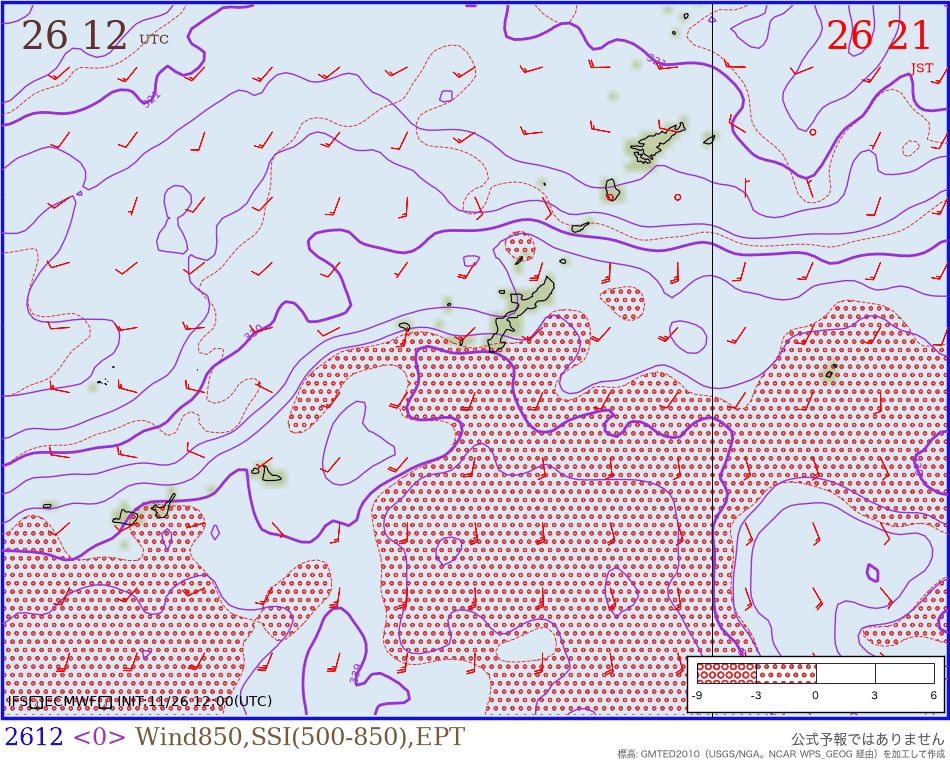 26 12 UTC
26 21
JST
321
321
IFS□ECMWF□ INIT:11/26 12:00(UTC)
-9 -3 0 3 6
2612 <0> Wind850,SSI(500-850),EPT
公式予報ではありません
標高: GMTED2010（USGS/NGA。NCAR WPS_GEOG 経由）を加工して作成